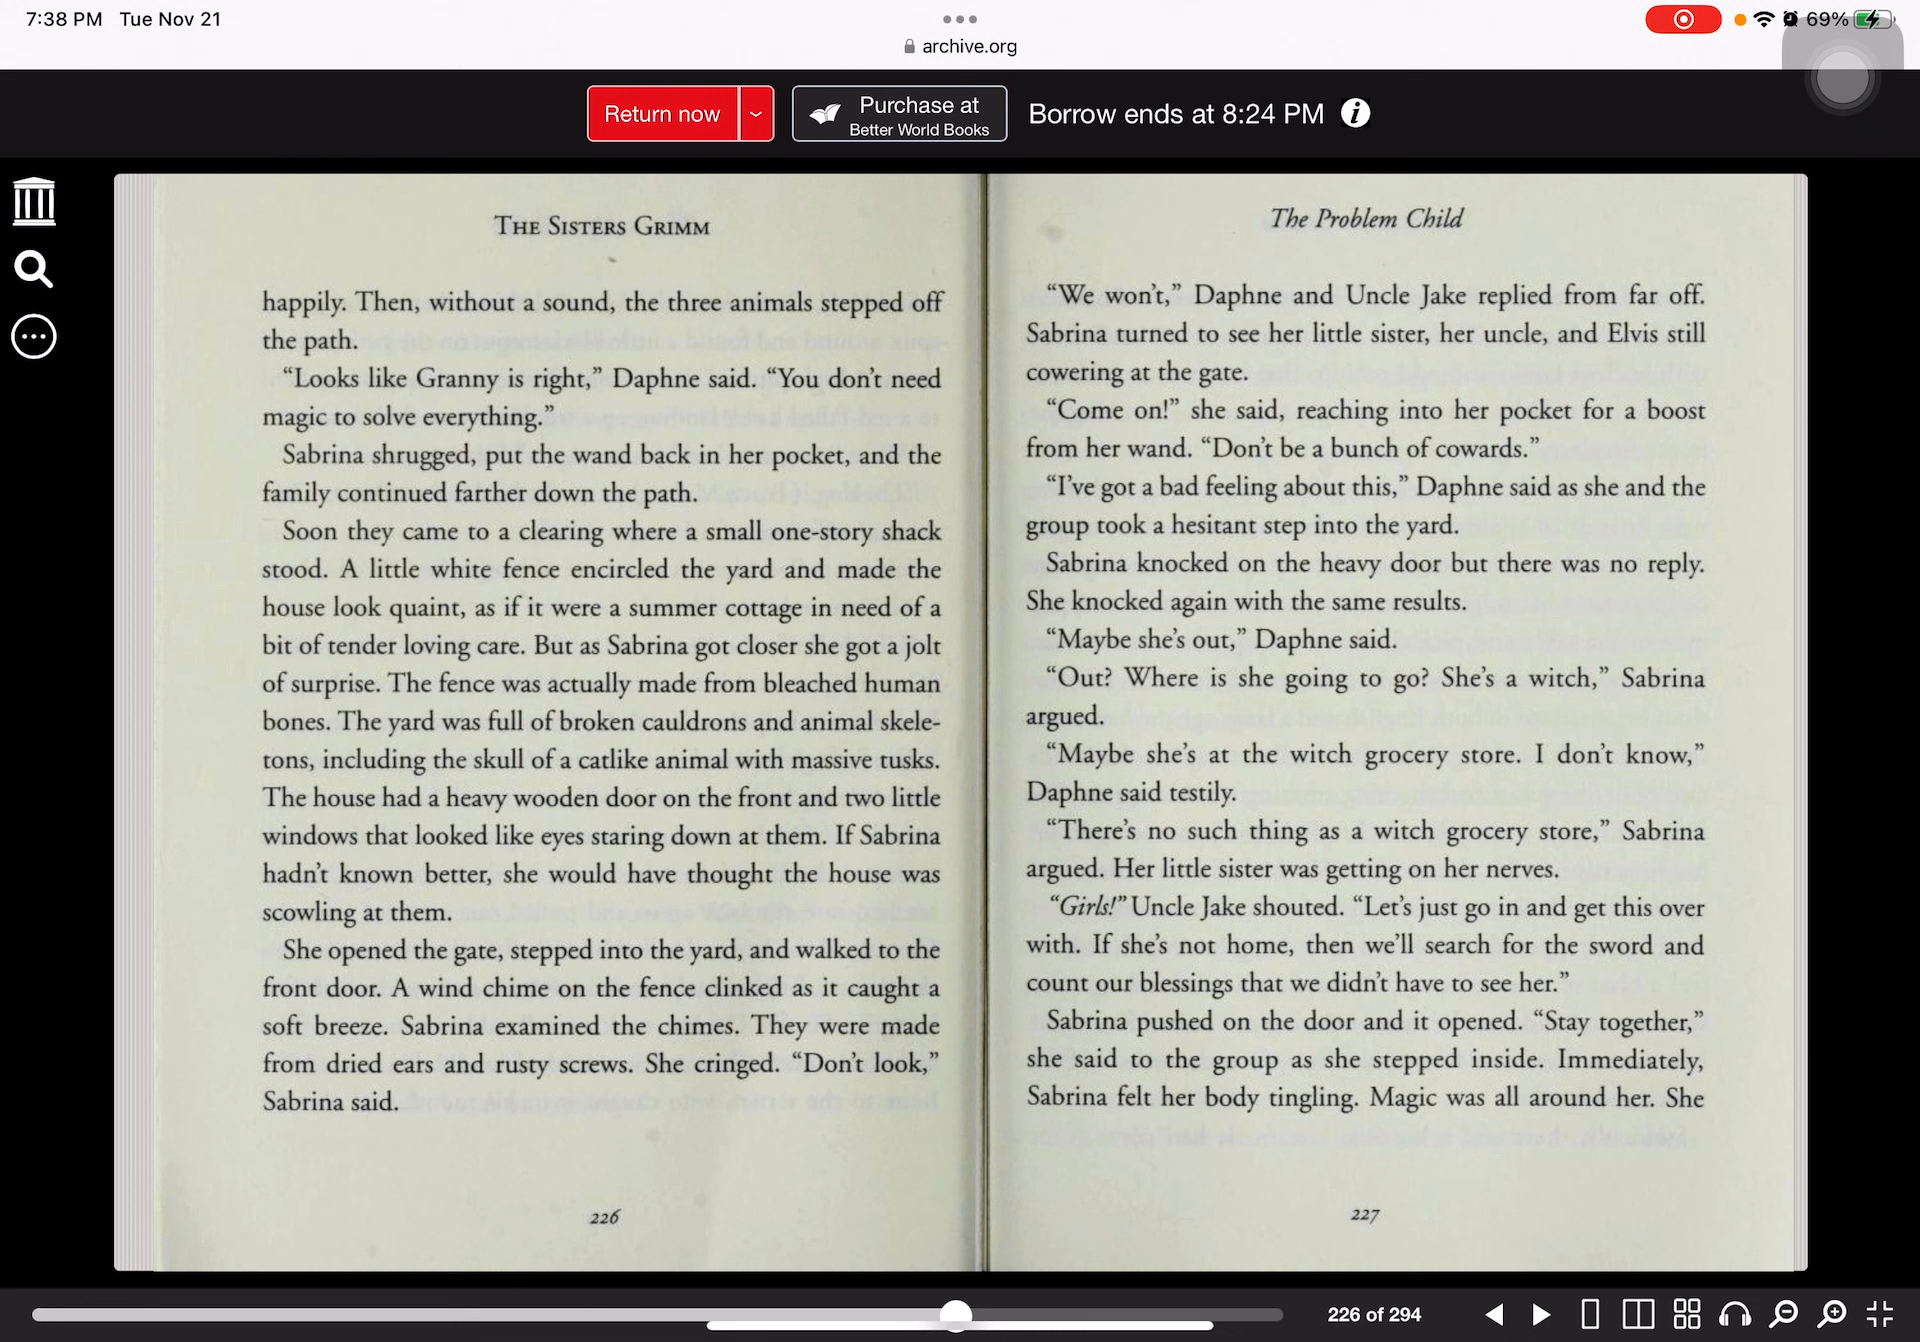 7:38 PM Tue Nov 21
69%
archive.org
Return now
Purchase at
Better World Books
Borrow ends at 8:24 PM
THE SISTERS GRIMM
happily. Then, without a sound, the three animals stepped off
the path.
“Looks like Granny is right,” Daphne said. “You don’t need
magic to solve everything.”
Sabrina shrugged, put the wand back in her pocket, and the
family continued farther down the path.
Soon they came to a clearing where a small one-story shack
stood. A little white fence encircled the yard and made the
house look quaint, as if it were a summer cottage in need of a
bit of tender loving care. But as Sabrina got closer she got a jolt
of surprise. The fence was actually made from bleached human
bones. The yard was full of broken cauldrons and animal skele-
tons, including the skull of a catlike animal with massive tusks.
The house had a heavy wooden door on the front and two little
windows that looked like eyes staring down at them. If Sabrina
hadn’t known better, she would have thought the house was
scowling at them.
She opened the gate, stepped into the yard, and walked to the
front door. A wind chime on the fence clinked as it caught a
soft breeze. Sabrina examined the chimes. They were made
from dried ears and rusty screws. She cringed. “Don’t look,”
Sabrina said.
226
The Problem Child
“We won’t,” Daphne and Uncle Jake replied from far off.
Sabrina turned to see her little sister, her uncle, and Elvis still
cowering at the gate.
“Come on!” she said, reaching into her pocket for a boost
from her wand. “Don’t be a bunch of cowards.”
“I’ve got a bad feeling about this,” Daphne said as she and the
group took a hesitant step into the yard.
Sabrina knocked on the heavy door but there was no reply.
She knocked again with the same results.
“Maybe she’s out,” Daphne said.
“Out? Where is she going to go? She’s a witch,” Sabrina
argued.
“Maybe she’s at the witch grocery store. I don’t know,”
Daphne said testily.
“There’s no such thing as a witch grocery store,” Sabrina
argued. Her little sister was getting on her nerves.
“Girls!” Uncle Jake shouted. “Let’s just go in and get this over
with. If she’s not home, then we’ll search for the sword and
count our blessings that we didn’t have to see her.”
Sabrina pushed on the door and it opened. “Stay together,”
she said to the group as she stepped inside. Immediately,
Sabrina felt her body tingling. Magic was all around her. She
227
226 of 294